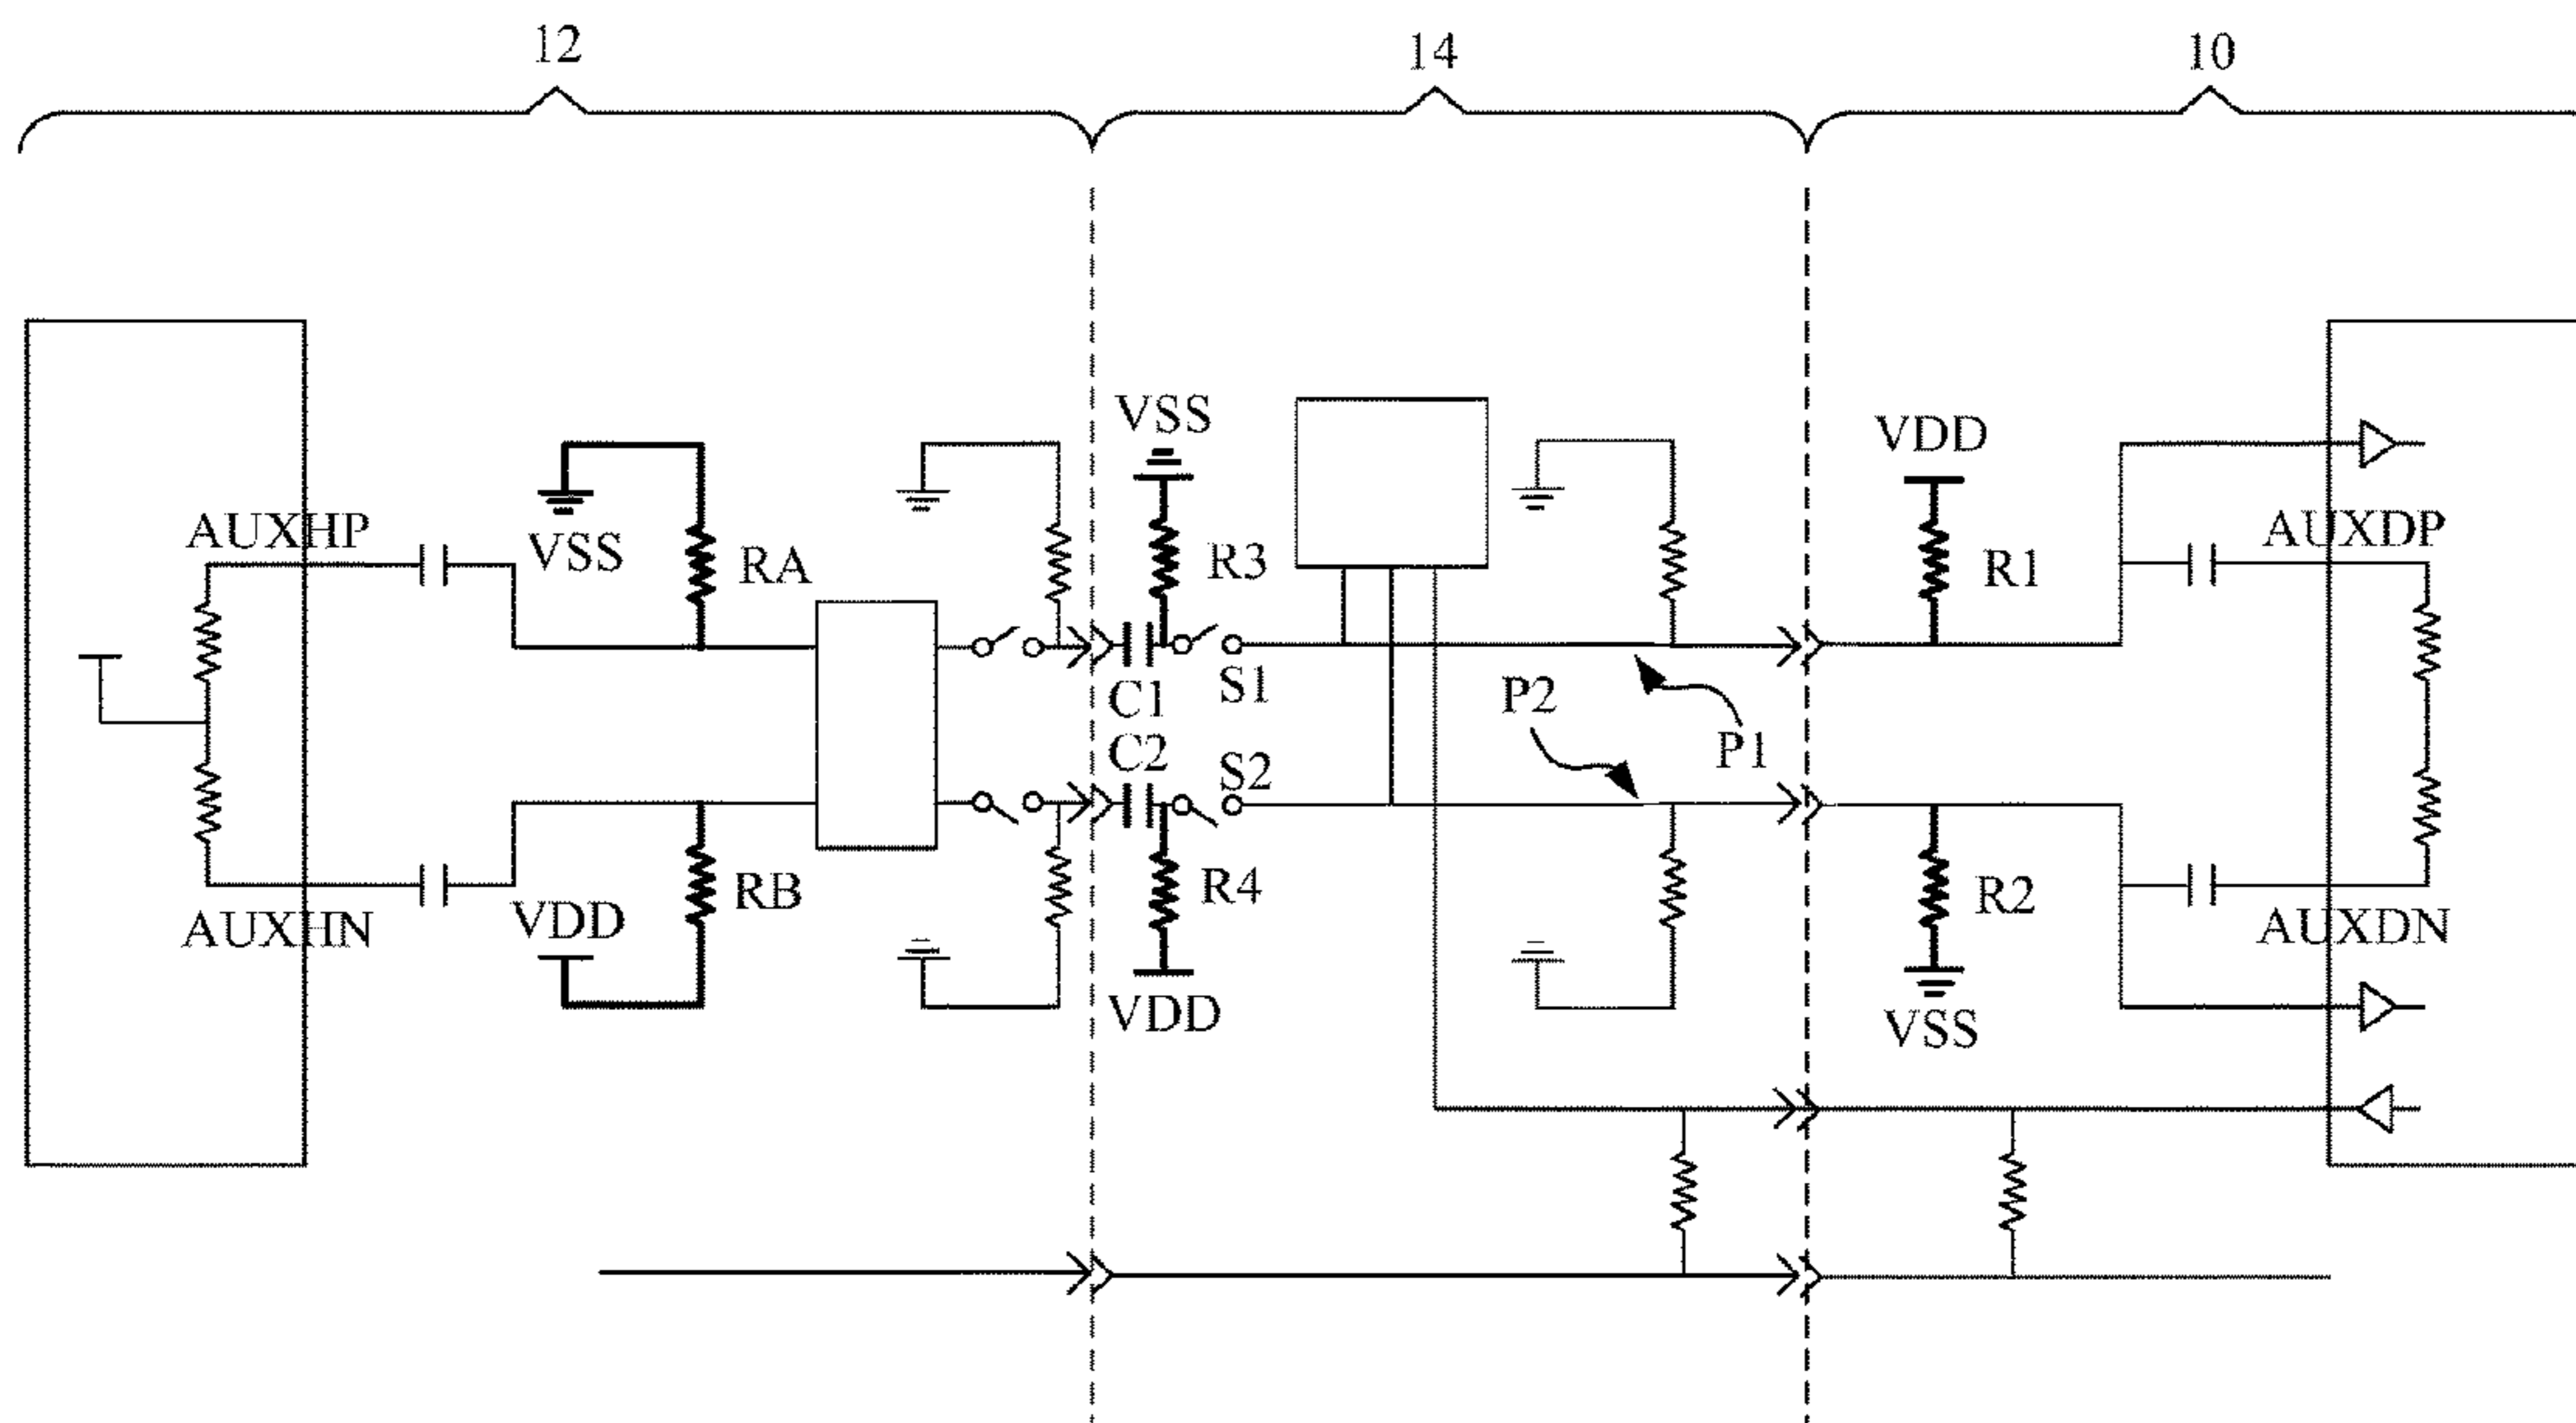 12
14
10
VSS
VDD
AUXHP
VSS
RA
R3
R1
AUXDP
C1
S1
P2
P1
C2
S2
AUXHN
VDD
RB
R4
R2
AUXDN
VDD
VSS